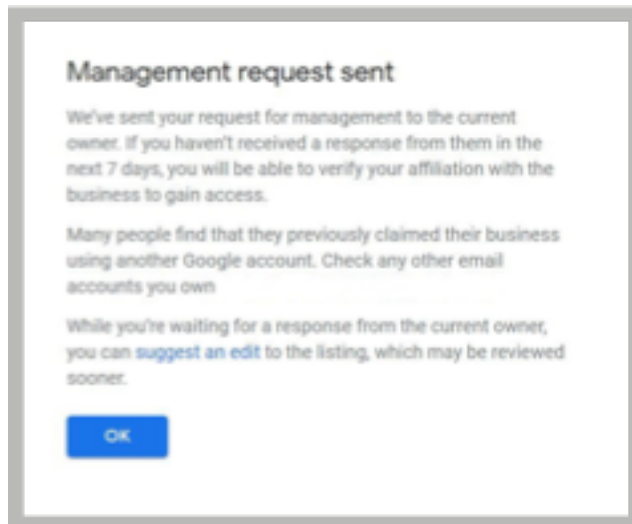 Management request sent
We've sent your request for management to the current
owner. If you haven't received a response from them in the
next 7 days, you will be able to verify your affiliation with the
business to gain access.
Many people find that they previously claimed their business
using another Google account. Check any other email
accounts you own
While you're waiting for a response from the current owner,
you can suggest an edit to the listing, which may be reviewed
sooner.
OK